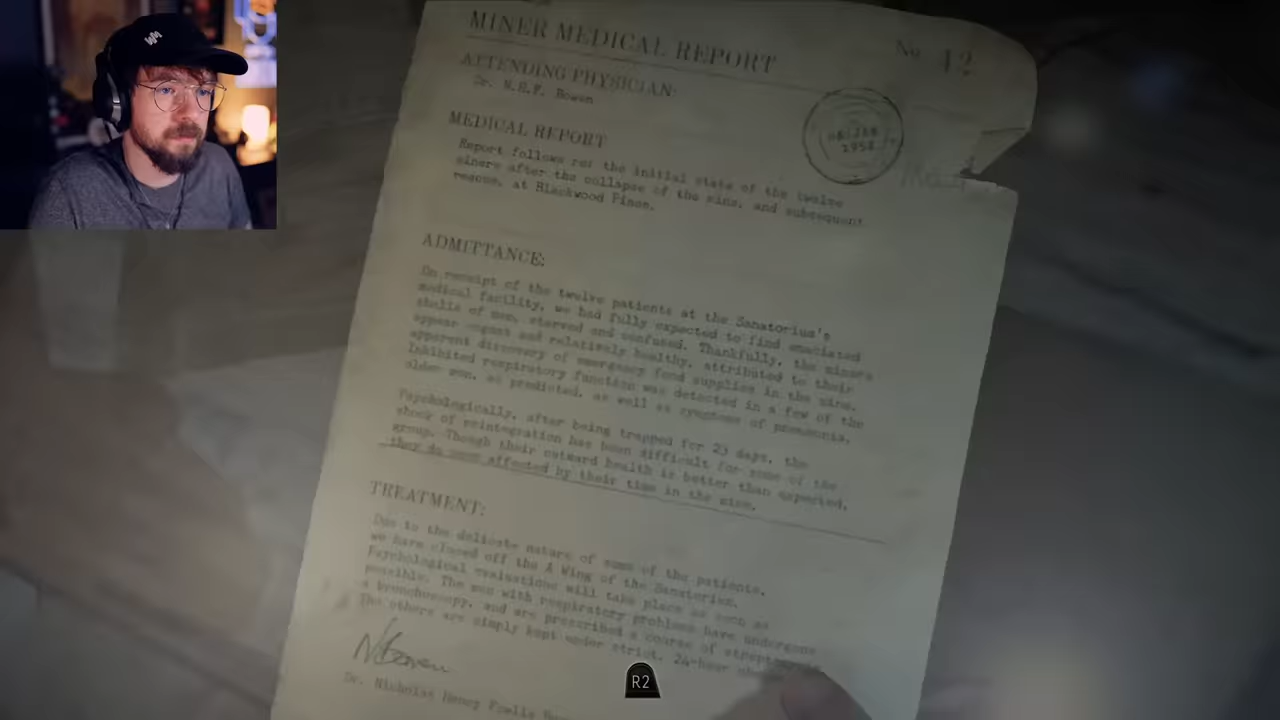 MINER MEDICAL REPORT
No. 12
ATTENDING PHYSICIAN:
Dr. N.H.F. Bowen
1952
MEDICAL REPORT
Report follows re: the initial state of the twelve
miners after the collapse of the mine, and subsequent
rescue, at Blackwood Pines.
ADMITTANCE:
On receipt of the twelve patients at the Sanatorium's
medical facility, we had fully expected to find emaciated
shells of men, starved and confused. Thankfully, the miners
appear cogent and relatively healthy, attributed to their
apparent discovery of emergency food supplies in the mine.
Inhibited respiratory function was detected in a few of the
older men, as predicted, as well as symptoms of pneumonia.
Psychologically, after being trapped for 23 days, the
shock of reintegration has been difficult for some of the
group. Though their outward health is better than expected,
they do seem affected by their time in the mine.
TREATMENT:
Due to the delicate nature of some of the patients,
we have closed off the A Wing of the Sanatorium.
Psychological evaluations will take place as soon as
possible. The men with respiratory problems have undergone
a bronchoscopy, and are prescribed a course of
The others are simply kept under strict, 24-hour
NBowen
Dr. Nicholas Henry
R2